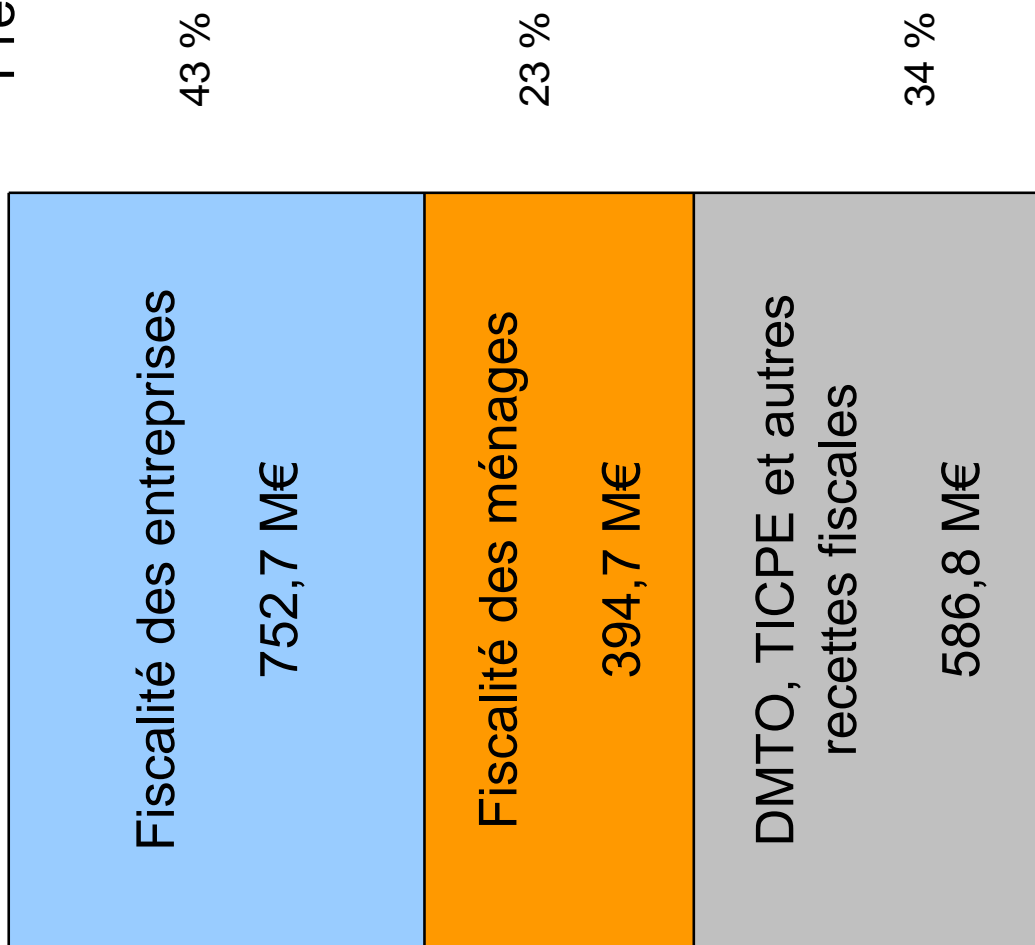 43 %
Fiscalité des entreprises
752,7 M€
23 %
Fiscalité des ménages
394,7 M€
34 %
DMTO, TICPE et autres
recettes fiscales
586,8 M€